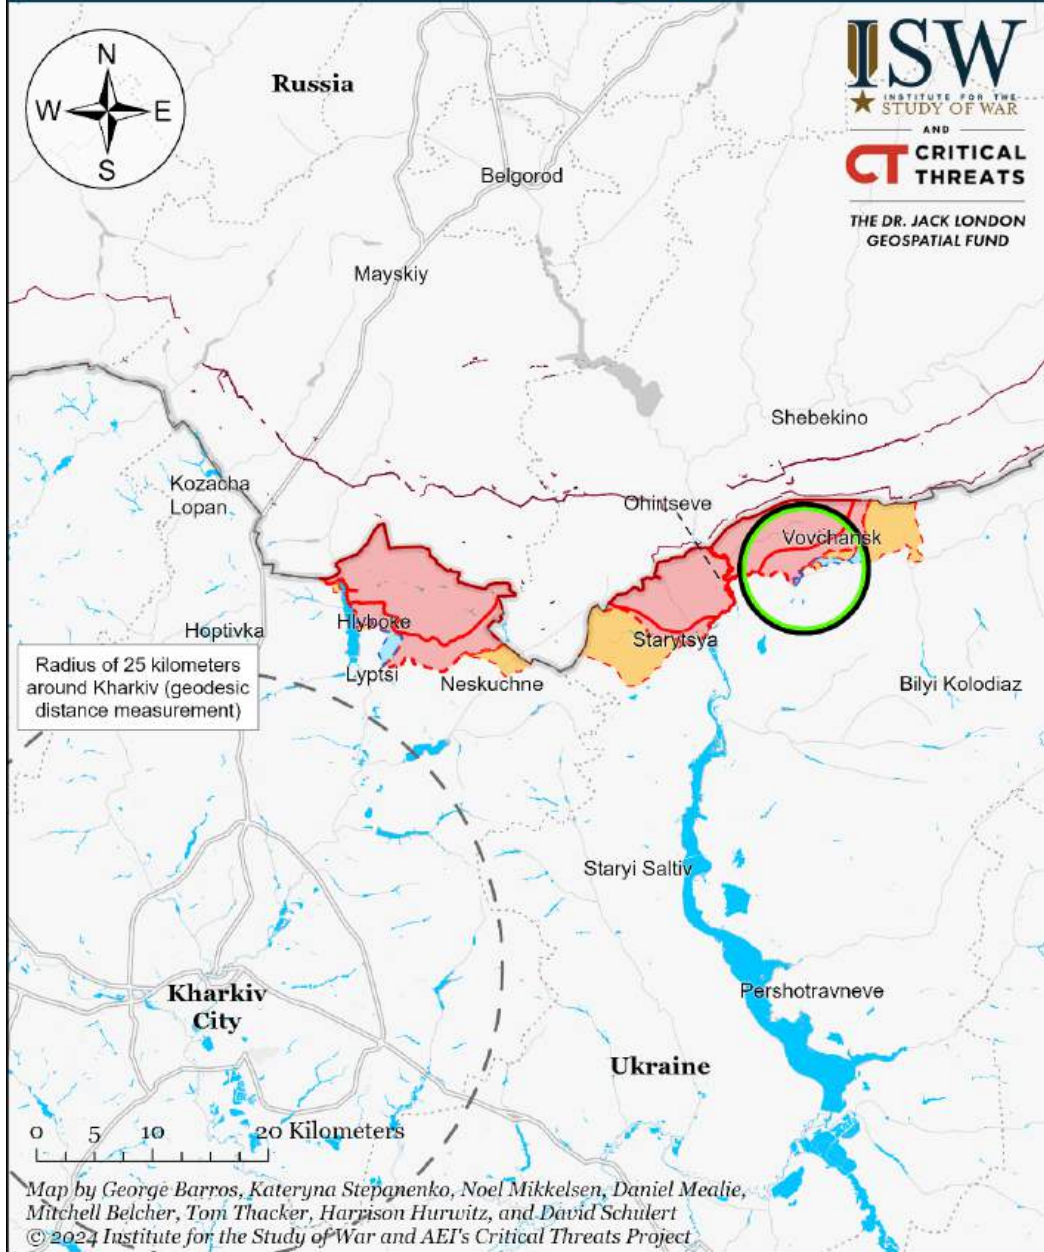 N
W
E
S
Russia
ISW
INSTITUTE FOR THE
STUDY OF WAR
AND
CT CRITICAL
THREATS
THE DR. JACK LONDON
GEOSPATIAL FUND
Belgorod
Mayskiy
Shebekino
Kozacha
Lopan
Ohirtseve
Vovchansk
Hlyboke
Hoptivka
Starytsya
Radius of 25 kilometers
around Kharkiv (geodesic
distance measurement)
Lyptsi
Neskuchne
Bilyi Kolodiaz
Staryi Saltiv
Kharkiv
City
Pershotravneve
Ukraine
0 5 10 20 Kilometers
Map by George Barros, Kateryna Stepanenko, Noel Mikkelsen, Daniel Mealie,
Mitchell Belcher, Tom Thacker, Harrison Hurwitz, and David Schulert
© 2024 Institute for the Study of War and AEI's Critical Threats Project